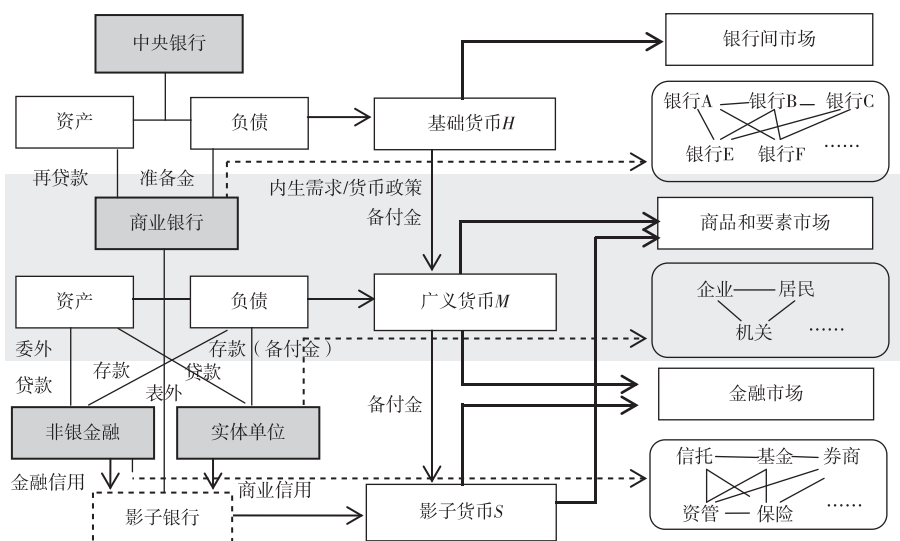 中央银行
银行间市场
资产
负债
基础货币H
银行A
银行B
银行C
银行E
银行F
……
再贷款
准备金
内生需求/货币政策
备付金
商业银行
商品和要素市场
资产
负债
广义货币M
企业
居民
机关
……
委外
贷款
存款
存款（备付金）
贷款
表外
备付金
金融市场
非银金融
实体单位
信托
基金
券商
资管
保险
……
金融信用
商业信用
影子银行
影子货币S